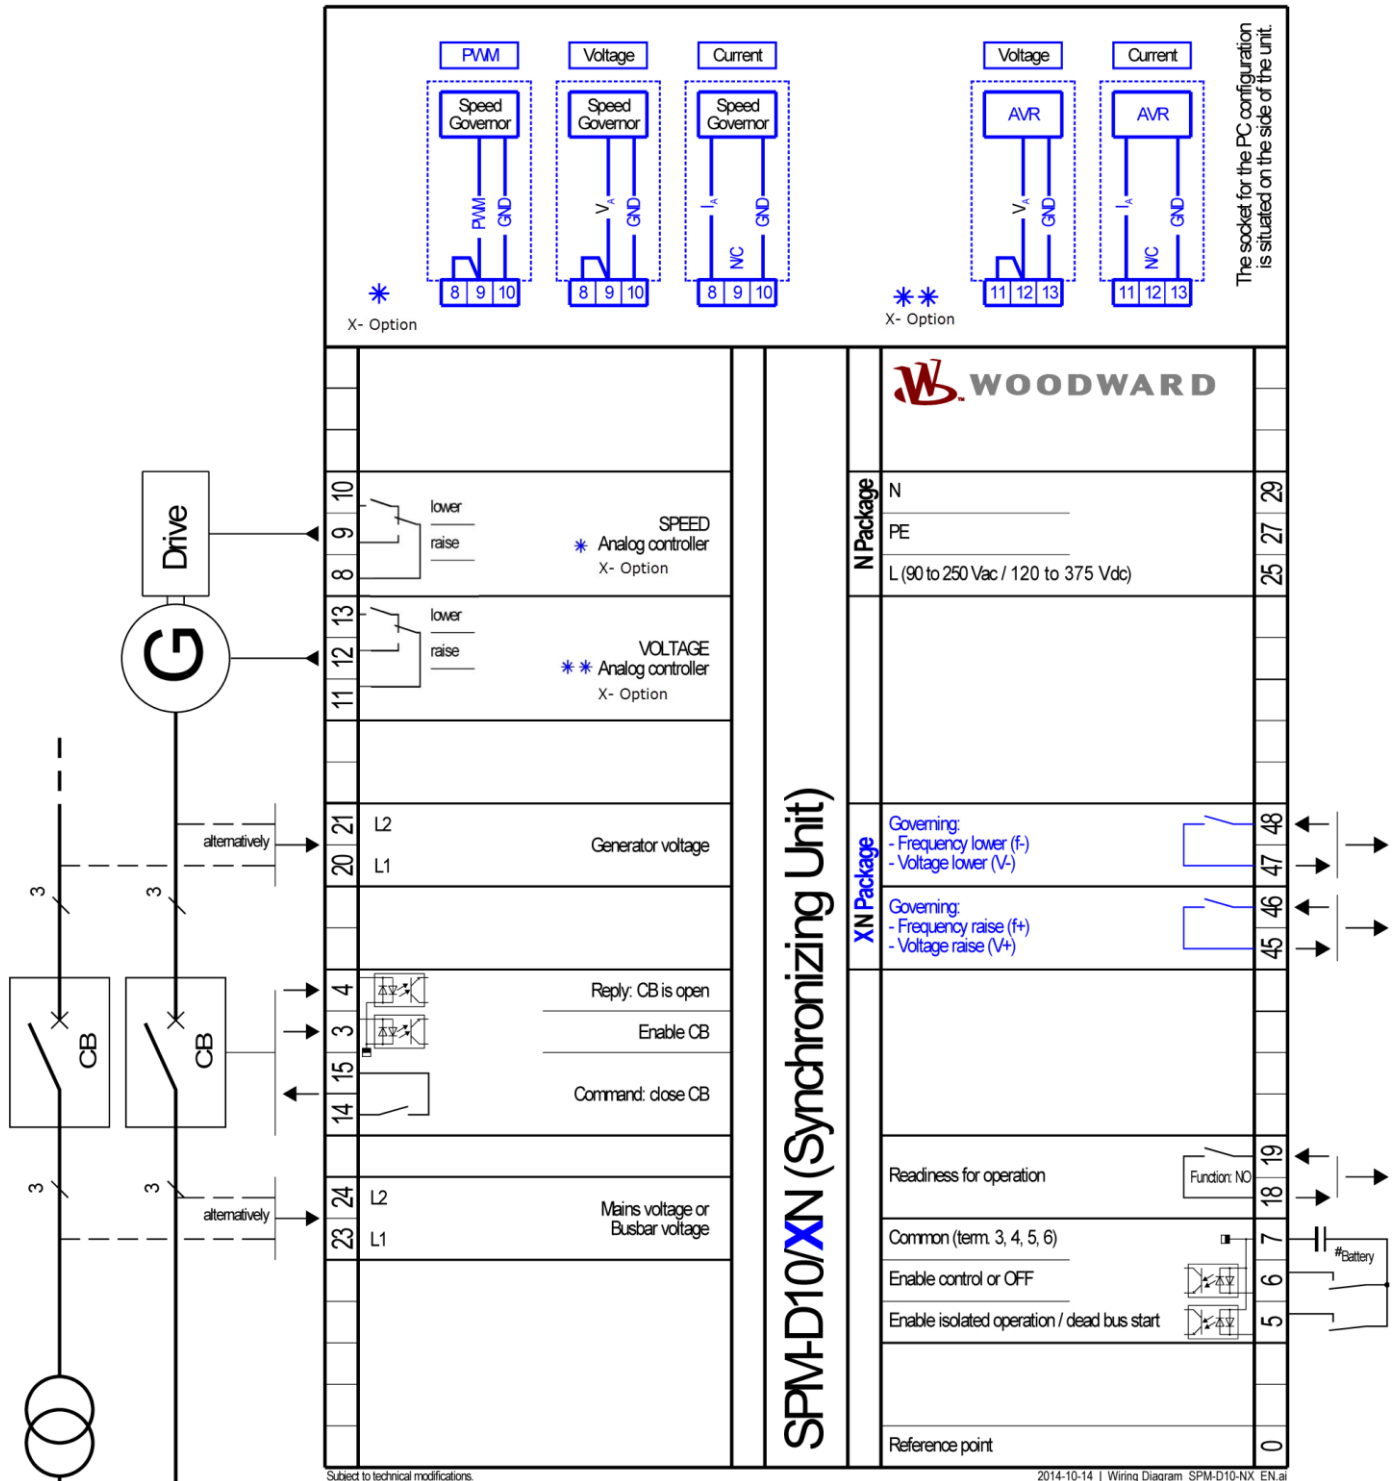 PWM
Voltage
Current
Voltage
Current
Speed
Governor
Speed
Governor
Speed
Governor
AVR
AVR
PWM
GND
VA
GND
IA
N/C
GND
VA
GND
IA
N/C
GND
8 9 10
8 9 10
8 9 10
11 12 13
11 12 13
*
X- Option
**
X- Option
The socket for the PC configuration
is situated on the side of the unit.
WOODWARD
™
Drive
G
10
9
8
lower
raise
SPEED
* Analog controller
X- Option
13
12
11
lower
raise
VOLTAGE
** Analog controller
X- Option
alternatively
21
20
L2
L1
Generator voltage
3
3
CB
CB
4
3
15
14
Reply: CB is open
Enable CB
Command: close CB
3
3
alternatively
24
23
L2
L1
Mains voltage or
Busbar voltage
SPM-D10/XN (Synchronizing Unit)
N Package
N
PE
L (90 to 250 Vac / 120 to 375 Vdc)
29
27
25
XN Package
Governing:
- Frequency lower (f-)
- Voltage lower (V-)
48
47
Governing:
- Frequency raise (f+)
- Voltage raise (V+)
46
45
Readiness for operation
Function: NO
19
18
Common (term. 3, 4, 5, 6)
7
#Battery
Enable control or OFF
6
Enable isolated operation / dead bus start
5
Reference point
0
Subject to technical modifications.
2014-10-14 | Wiring Diagram SPM-D10-NX_EN.ai